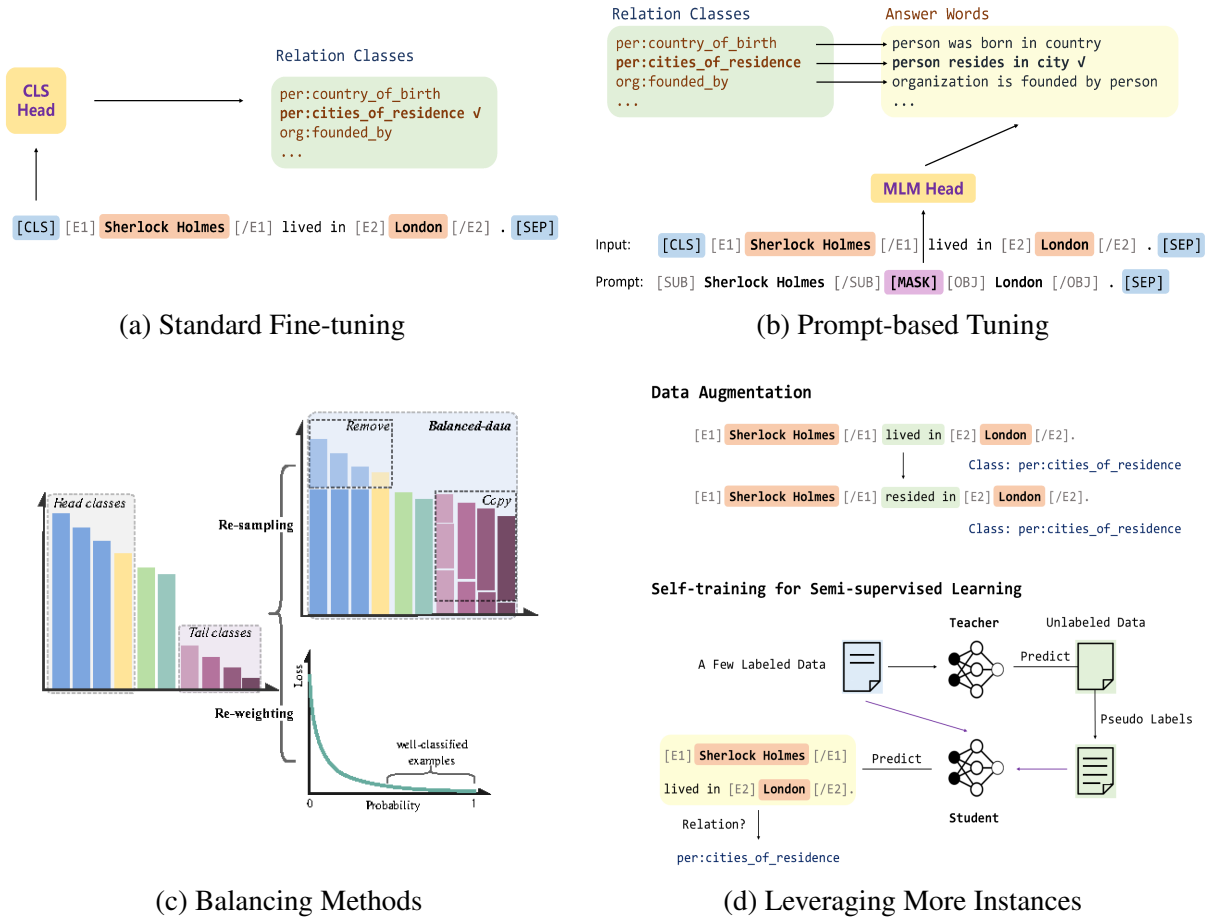 Relation Classes
CLS
Head
per:country_of_birth
per:cities_of_residence √
org:founded_by
...
[CLS] [E1] Sherlock Holmes [/E1] lived in [E2] London [/E2] . [SEP]
(a) Standard Fine-tuning
Relation Classes
Answer Words
per:country_of_birth
person was born in country
per:cities_of_residence
person resides in city √
org:founded_by
organization is founded by person
...
...
MLM Head
Input: [CLS] [E1] Sherlock Holmes [/E1] lived in [E2] London [/E2] . [SEP]
Prompt: [SUB] Sherlock Holmes [/SUB] [MASK] [OBJ] London [/OBJ] . [SEP]
(b) Prompt-based Tuning
Remove
Balanced-data
Head classes
Copy
Re-sampling
Tail classes
Re-weighting
Loss
well-classified
examples
0
Probability
1
(c) Balancing Methods
Data Augmentation
[E1] Sherlock Holmes [/E1] lived in [E2] London [/E2].
Class: per:cities_of_residence
[E1] Sherlock Holmes [/E1] resided in [E2] London [/E2].
Class: per:cities_of_residence
Self-training for Semi-supervised Learning
Teacher
Unlabeled Data
A Few Labeled Data
Predict
Pseudo Labels
[E1] Sherlock Holmes [/E1]
Predict
lived in [E2] London [/E2].
Student
Relation?
per:cities_of_residence
(d) Leveraging More Instances